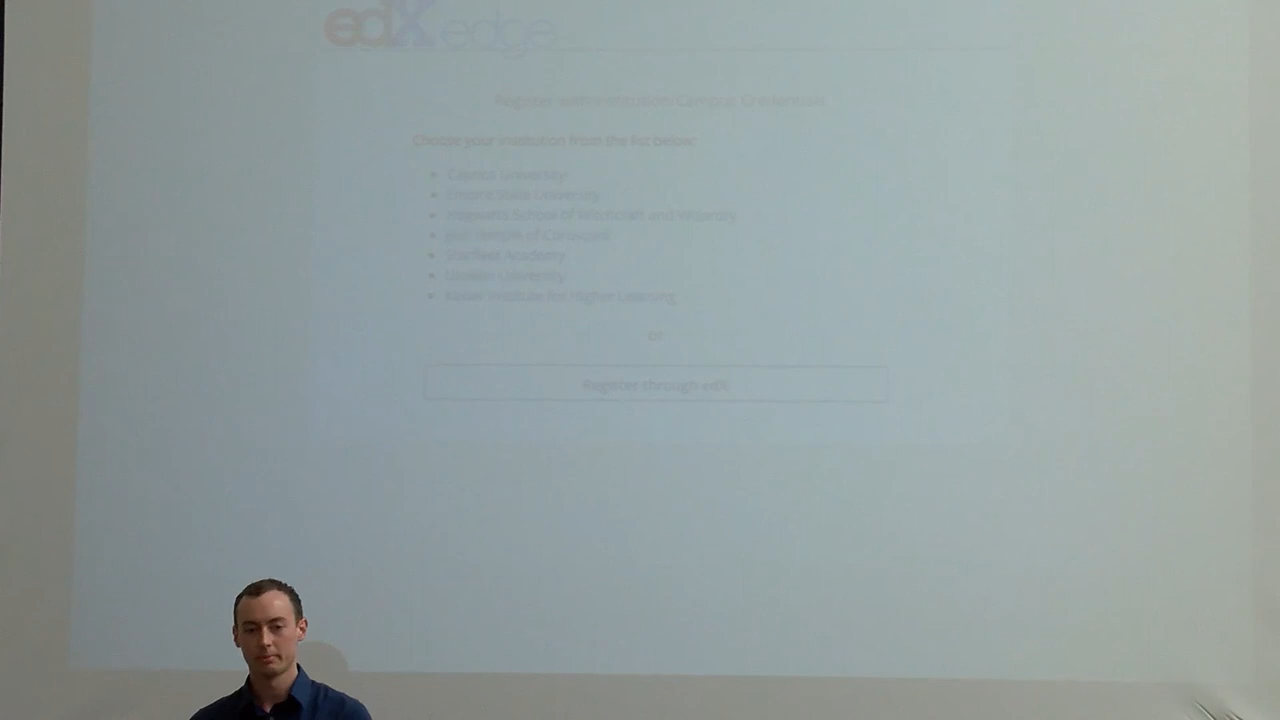 edX edge
Register with Institution/Campus Credentials
Choose your institution from the list below:
University
Empire State University
Hogwarts School of Witchcraft and Wizardry
Jedi Temple of Coruscant
Starfleet Academy
University
Xavier Institute for Higher Learning
or
Register through edX